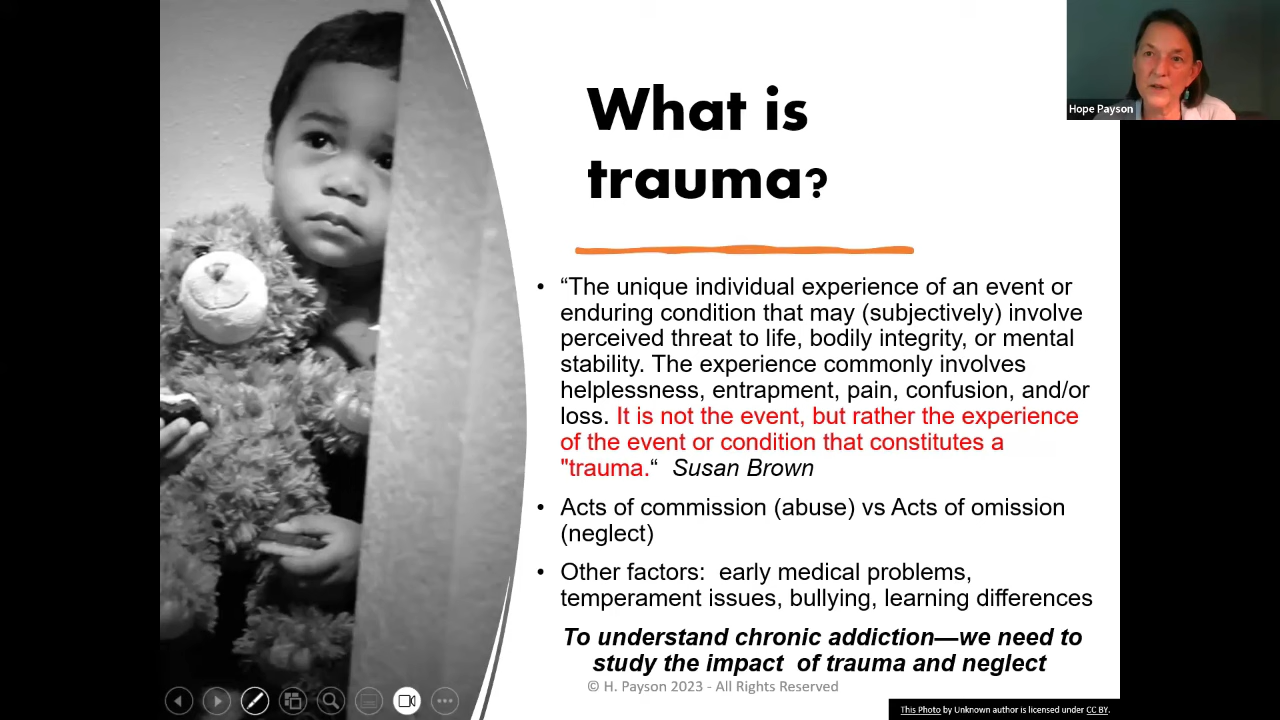 Hope Payson
What is
trauma?
• “The unique individual experience of an event or
enduring condition that may (subjectively) involve
perceived threat to life, bodily integrity, or mental
stability. The experience commonly involves
helplessness, entrapment, pain, confusion, and/or
loss. It is not the event, but rather the experience
of the event or condition that constitutes a
"trauma.“ Susan Brown
• Acts of commission (abuse) vs Acts of omission
(neglect)
• Other factors: early medical problems,
temperament issues, bullying, learning differences
To understand chronic addiction—we need to
study the impact of trauma and neglect
© H. Payson 2023 - All Rights Reserved
This Photo by Unknown author is licensed under CC BY.